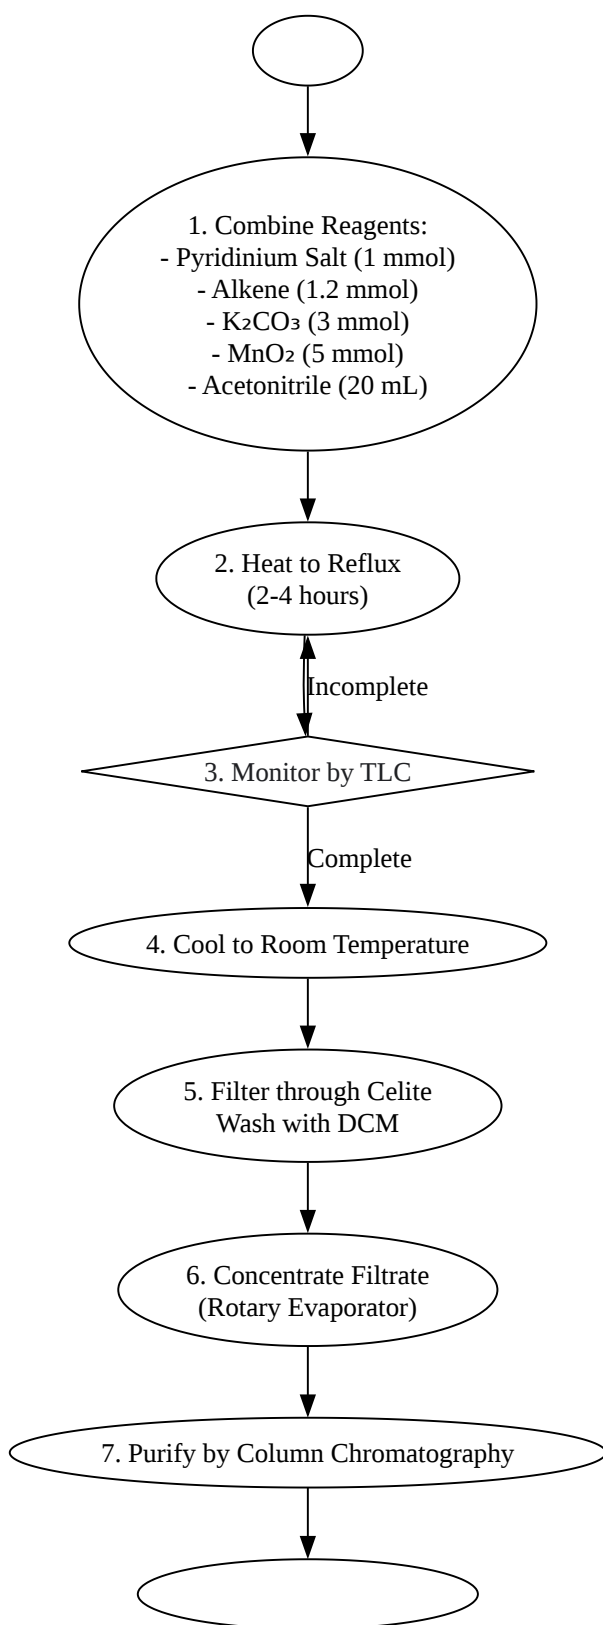 1. Combine Reagents:
- Pyridinium Salt (1 mmol)
- Alkene (1.2 mmol)
- K₂CO₃ (3 mmol)
- MnO₂ (5 mmol)
- Acetonitrile (20 mL)
2. Heat to Reflux
(2-4 hours)
Incomplete
3. Monitor by TLC
Complete
4. Cool to Room Temperature
5. Filter through Celite
Wash with DCM
6. Concentrate Filtrate
(Rotary Evaporator)
7. Purify by Column Chromatography